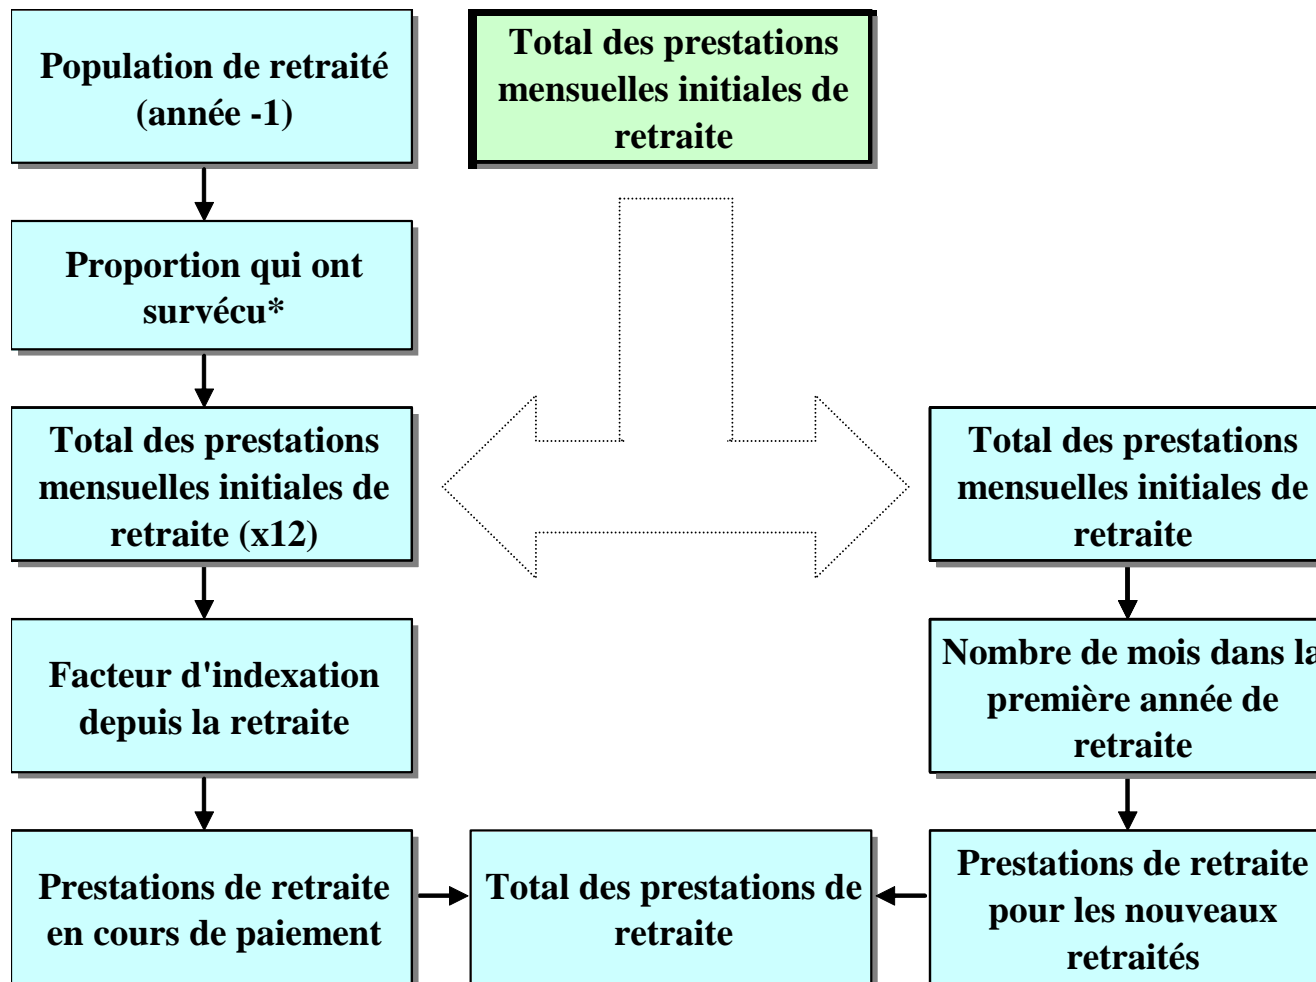 Population de retraité
(année -1)
Total des prestations
mensuelles initiales de
retraite
Proportion qui ont
survécu*
Total des prestations
mensuelles initiales de
retraite (x12)
Total des prestations
mensuelles initiales de
retraite
Facteur d'indexation
depuis la retraite
Nombre de mois dans la
première année de
retraite
Prestations de retraite
en cours de paiement
Total des prestations de
retraite
Prestations de retraite
pour les nouveaux
retraités